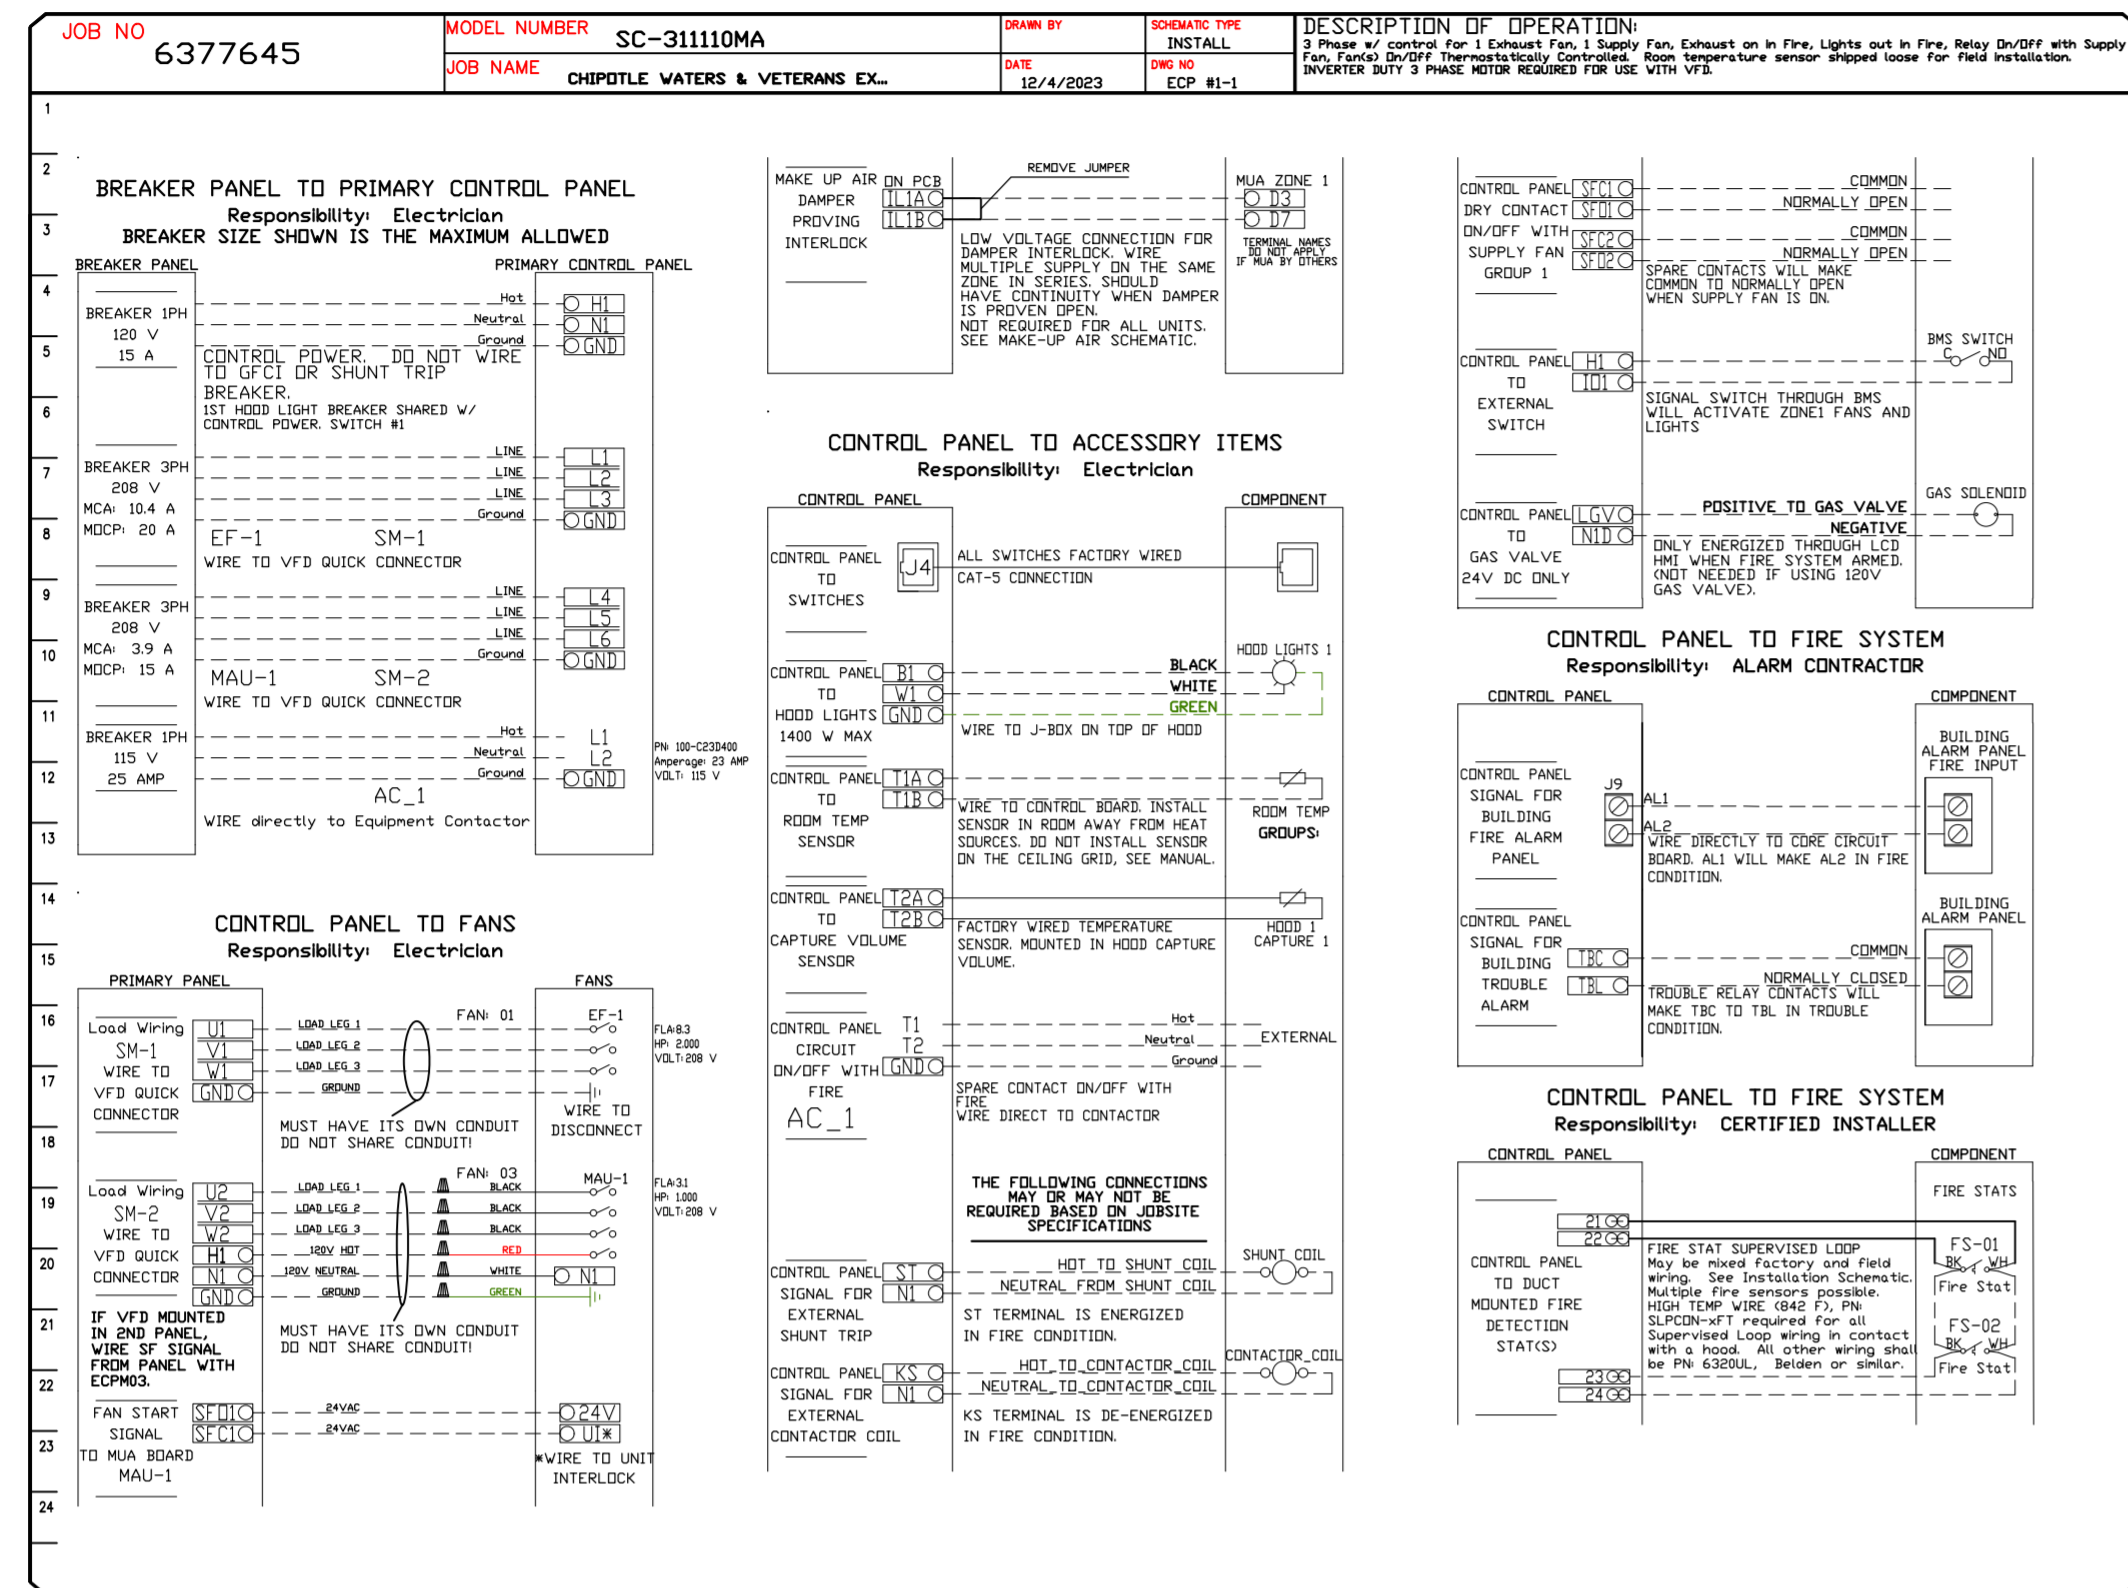 JOB NO
6377645
MODEL NUMBER
SC-311110MA
JOB NAME
CHIPOTLE WATERS & VETERANS EX...
DRAWN BY
DATE
12/4/2023
SCHEMATIC TYPE
INSTALL
DWG NO
ECP #1-1
DESCRIPTION OF OPERATION:
3 Phase w/ control for 1 Exhaust Fan, 1 Supply Fan, Exhaust on in Fire, Lights out in Fire, Relay On/Off with Supply
Fan, Fan(s) On/Off Thermostatically Controlled. Room temperature sensor shipped loose for field installation.
INVERTER DUTY 3 PHASE MOTOR REQUIRED FOR USE WITH VFD.
1
2
3
4
5
6
7
8
9
10
11
12
13
14
15
16
17
18
19
20
21
22
23
24
BREAKER PANEL TO PRIMARY CONTROL PANEL
Responsibility: Electrician
BREAKER SIZE SHOWN IS THE MAXIMUM ALLOWED
BREAKER PANEL
PRIMARY CONTROL PANEL
BREAKER 1PH
120 V
15 A
Hot
H1
Neutral
N1
Ground
GND
CONTROL POWER. DO NOT WIRE
TO GFCI OR SHUNT TRIP
BREAKER.
1ST HOOD LIGHT BREAKER SHARED W/
CONTROL POWER. SWITCH #1
BREAKER 3PH
208 V
MCA: 10.4 A
MOCP: 20 A
LINE
L1
LINE
L2
LINE
L3
Ground
GND
EF-1
SM-1
WIRE TO VFD QUICK CONNECTOR
BREAKER 3PH
208 V
MCA: 3.9 A
MOCP: 15 A
LINE
L4
LINE
L5
LINE
L6
Ground
GND
MAU-1
SM-2
WIRE TO VFD QUICK CONNECTOR
BREAKER 1PH
115 V
25 AMP
Hot
L1
Neutral
L2
Ground
GND
PN: 100-C23D400
Amperage: 23 AMP
VOLT: 115 V
AC_1
WIRE directly to Equipment Contactor
CONTROL PANEL TO FANS
Responsibility: Electrician
PRIMARY PANEL
FANS
Load Wiring
SM-1
WIRE TO
VFD QUICK
CONNECTOR
U1
V1
W1
GND
LOAD LEG 1
LOAD LEG 2
LOAD LEG 3
GROUND
FAN: 01
EF-1
FLA:8.3
HP: 2.000
VOLT:208 V
WIRE TO
DISCONNECT
MUST HAVE ITS OWN CONDUIT
DO NOT SHARE CONDUIT!
Load Wiring
SM-2
WIRE TO
VFD QUICK
CONNECTOR
U2
V2
W2
H1
N1
GND
LOAD LEG 1
LOAD LEG 2
LOAD LEG 3
120V HOT
120V NEUTRAL
GROUND
FAN: 03
BLACK
BLACK
BLACK
RED
WHITE
GREEN
MAU-1
N1
FLA:3.1
HP: 1.000
VOLT:208 V
IF VFD MOUNTED
IN 2ND PANEL,
WIRE SF SIGNAL
FROM PANEL WITH
ECPM03.
MUST HAVE ITS OWN CONDUIT
DO NOT SHARE CONDUIT!
FAN START
SIGNAL
TO MUA BOARD
MAU-1
SFO1
SFC1
24VAC
24VAC
24V
UI*
*WIRE TO UNIT
INTERLOCK
MAKE UP AIR
DAMPER
PROVING
INTERLOCK
ON PCB
IL1A
IL1B
REMOVE JUMPER
MUA ZONE 1
D3
D7
TERMINAL NAMES
DO NOT APPLY
IF MUA BY OTHERS
LOW VOLTAGE CONNECTION FOR
DAMPER INTERLOCK. WIRE
MULTIPLE SUPPLY ON THE SAME
ZONE IN SERIES. SHOULD
HAVE CONTINUITY WHEN DAMPER
IS PROVEN OPEN.
NOT REQUIRED FOR ALL UNITS.
SEE MAKE-UP AIR SCHEMATIC.
CONTROL PANEL TO ACCESSORY ITEMS
Responsibility: Electrician
CONTROL PANEL
COMPONENT
CONTROL PANEL
TO
SWITCHES
J4
ALL SWITCHES FACTORY WIRED
CAT-5 CONNECTION
CONTROL PANEL
TO
HOOD LIGHTS
1400 W MAX
B1
W1
GND
BLACK
WHITE
GREEN
HOOD LIGHTS 1
WIRE TO J-BOX ON TOP OF HOOD
CONTROL PANEL
TO
ROOM TEMP
SENSOR
T1A
T1B
WIRE TO CONTROL BOARD. INSTALL
SENSOR IN ROOM AWAY FROM HEAT
SOURCES. DO NOT INSTALL SENSOR
ON THE CEILING GRID, SEE MANUAL.
ROOM TEMP
GROUPS:
CONTROL PANEL
TO
CAPTURE VOLUME
SENSOR
T2A
T2B
FACTORY WIRED TEMPERATURE
SENSOR. MOUNTED IN HOOD CAPTURE
VOLUME.
HOOD 1
CAPTURE 1
CONTROL PANEL
CIRCUIT
ON/OFF WITH
FIRE
AC_1
T1
T2
GND
Hot
Neutral
Ground
EXTERNAL
SPARE CONTACT ON/OFF WITH
FIRE
WIRE DIRECT TO CONTACTOR
THE FOLLOWING CONNECTIONS
MAY OR MAY NOT BE
REQUIRED BASED ON JOBSITE
SPECIFICATIONS
CONTROL PANEL
SIGNAL FOR
EXTERNAL
SHUNT TRIP
ST
N1
HOT TO SHUNT COIL
NEUTRAL FROM SHUNT COIL
SHUNT COIL
ST TERMINAL IS ENERGIZED
IN FIRE CONDITION.
CONTROL PANEL
SIGNAL FOR
EXTERNAL
CONTACTOR COIL
KS
N1
HOT TO CONTACTOR COIL
NEUTRAL TO CONTACTOR COIL
CONTACTOR COIL
KS TERMINAL IS DE-ENERGIZED
IN FIRE CONDITION.
CONTROL PANEL
DRY CONTACT
ON/OFF WITH
SUPPLY FAN
GROUP 1
SFC1
SFO1
SFC2
SFO2
COMMON
NORMALLY OPEN
COMMON
NORMALLY OPEN
SPARE CONTACTS WILL MAKE
COMMON TO NORMALLY OPEN
WHEN SUPPLY FAN IS ON.
CONTROL PANEL
TO
EXTERNAL
SWITCH
H1
IO1
BMS SWITCH
C
NO
SIGNAL SWITCH THROUGH BMS
WILL ACTIVATE ZONE1 FANS AND
LIGHTS
CONTROL PANEL
TO
GAS VALVE
24V DC ONLY
LGV
N1D
POSITIVE TO GAS VALVE
NEGATIVE
GAS SOLENOID
ONLY ENERGIZED THROUGH LCD
HMI WHEN FIRE SYSTEM ARMED.
(NOT NEEDED IF USING 120V
GAS VALVE).
CONTROL PANEL TO FIRE SYSTEM
Responsibility: ALARM CONTRACTOR
CONTROL PANEL
COMPONENT
CONTROL PANEL
SIGNAL FOR
BUILDING
FIRE ALARM
PANEL
J9
AL1
AL2
BUILDING
ALARM PANEL
FIRE INPUT
WIRE DIRECTLY TO CORE CIRCUIT
BOARD. AL1 WILL MAKE AL2 IN FIRE
CONDITION.
CONTROL PANEL
SIGNAL FOR
BUILDING
TROUBLE
ALARM
TBC
TBL
COMMON
NORMALLY CLOSED
BUILDING
ALARM PANEL
TROUBLE RELAY CONTACTS WILL
MAKE TBC TO TBL IN TROUBLE
CONDITION.
CONTROL PANEL TO FIRE SYSTEM
Responsibility: CERTIFIED INSTALLER
CONTROL PANEL
COMPONENT
CONTROL PANEL
TO DUCT
MOUNTED FIRE
DETECTION
STAT(S)
21
22
23
24
FIRE STAT SUPERVISED LOOP
May be mixed factory and field
wiring. See Installation Schematic.
Multiple fire sensors possible.
HIGH TEMP WIRE (842 F), PN:
SLPCON-xFT required for all
Supervised Loop wiring in contact
with a hood. All other wiring shall
be PN: 6320UL, Belden or similar.
FIRE STATS
FS-01
BK
WH
Fire Stat
FS-02
BK
WH
Fire Stat